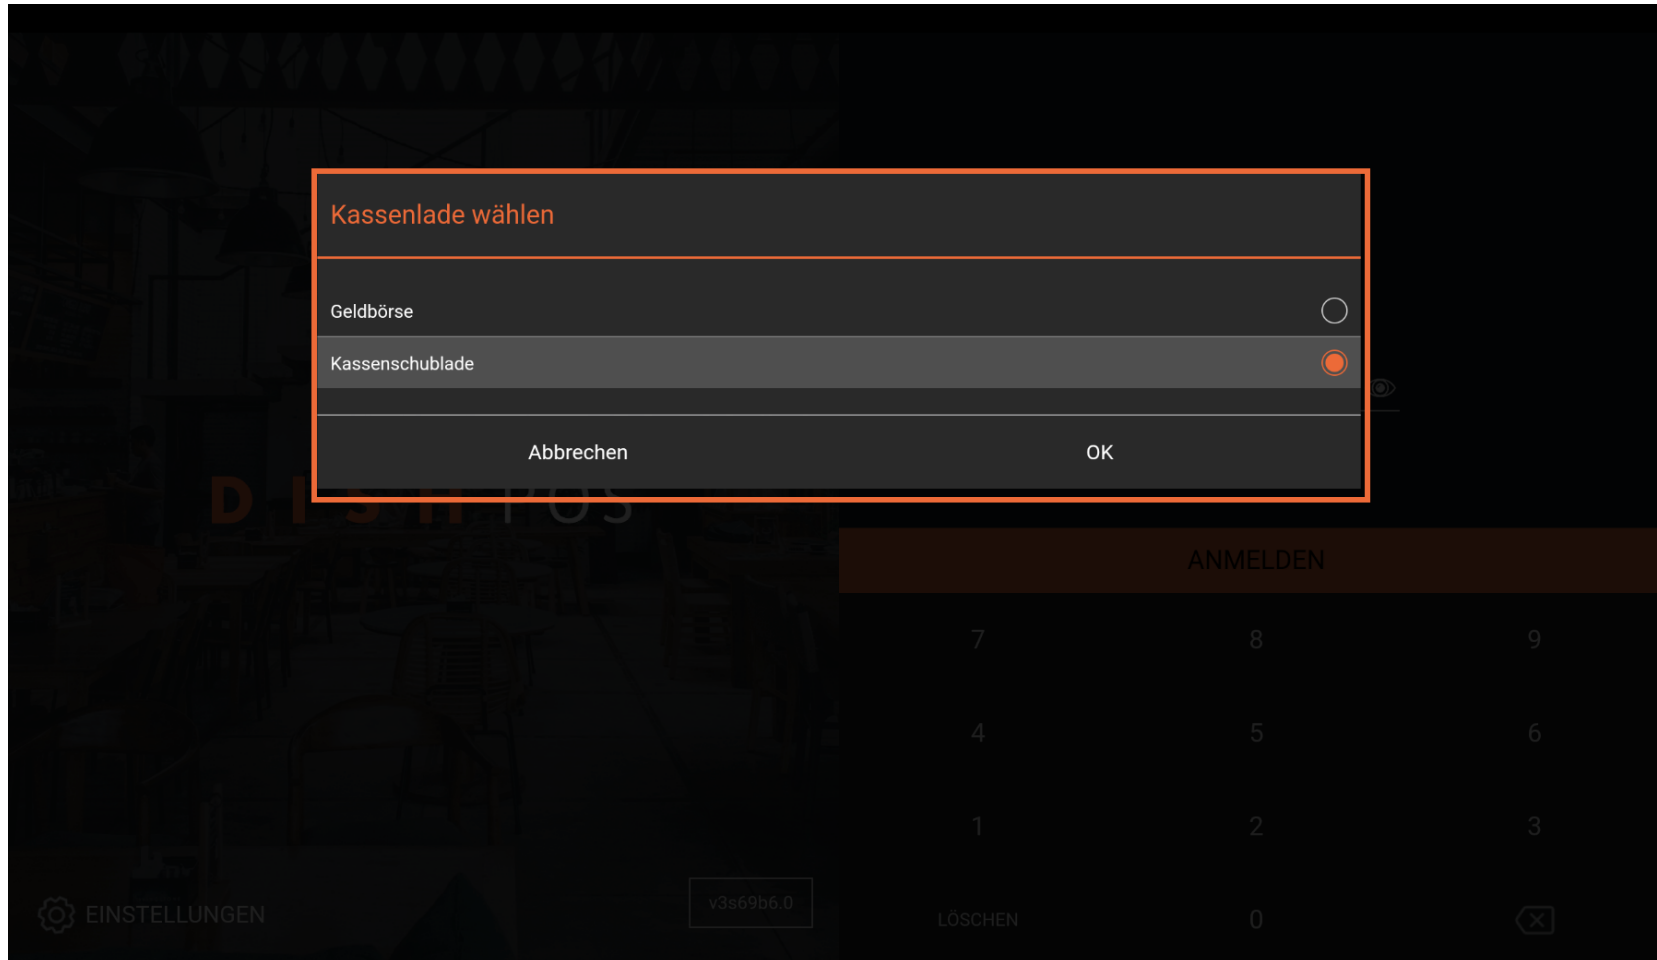 Kassenlade wählen
Geldbörse
Kassenschublade
Abbrechen OK
DISH POS
ANMELDEN
7 8 9
4 5 6
1 2 3
EINSTELLUNGEN v3s69b6.0 LÖSCHEN 0